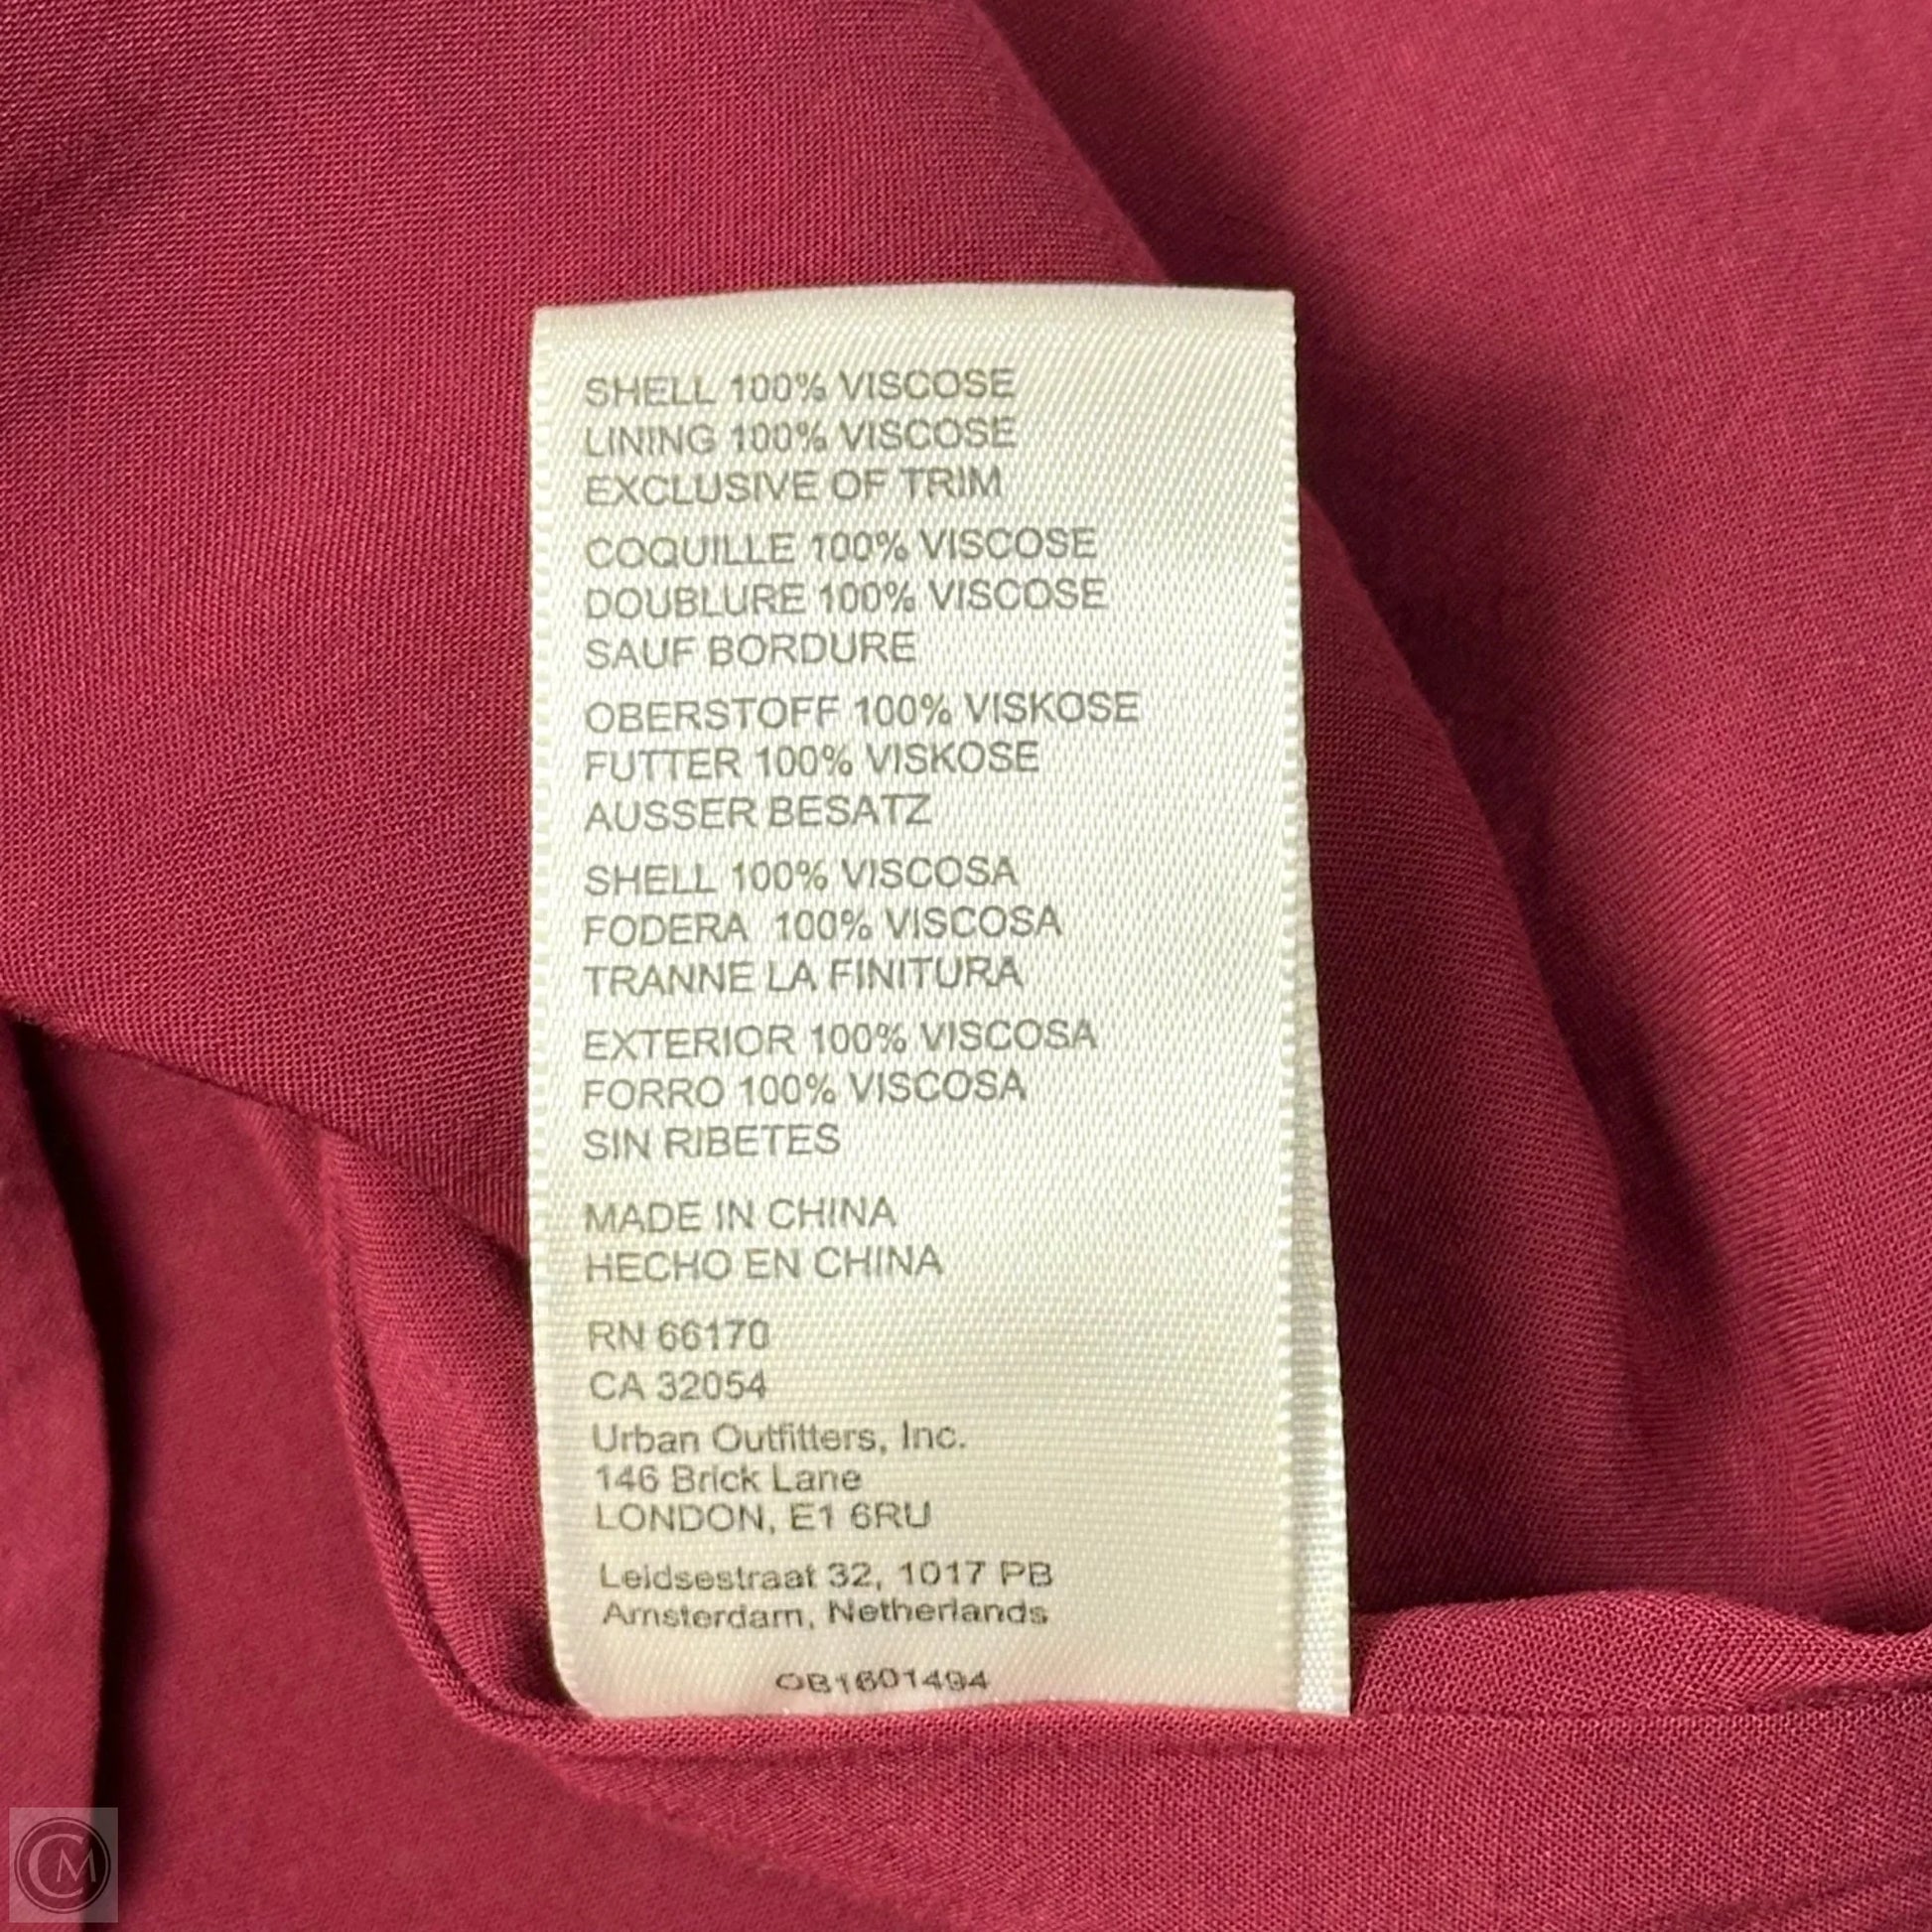 SHELL 100% VISCOSE
LINING 100% VISCOSE
EXCLUSIVE OF TRIM
COQUILLE 100% VISCOSE
DOUBLURE 100% VISCOSE
SAUF BORDURE
OBERSTOFF 100% VISKOSE
FUTTER 100% VISKOSE
AUSSER BESATZ
SHELL 100% VISCOSA
FODERA 100% VISCOSA
TRANNE LA FINITURA
EXTERIOR 100% VISCOSA
FORRO 100% VISCOSA
SIN RIBETES
MADE IN CHINA
HECHO EN CHINA
RN 66170
CA 32054
Urban Outfitters, Inc.
146 Brick Lane
LONDON, E1 6RU
Leidsestraat 32, 1017 PB
Amsterdam, Netherlands
OB1601494
CM